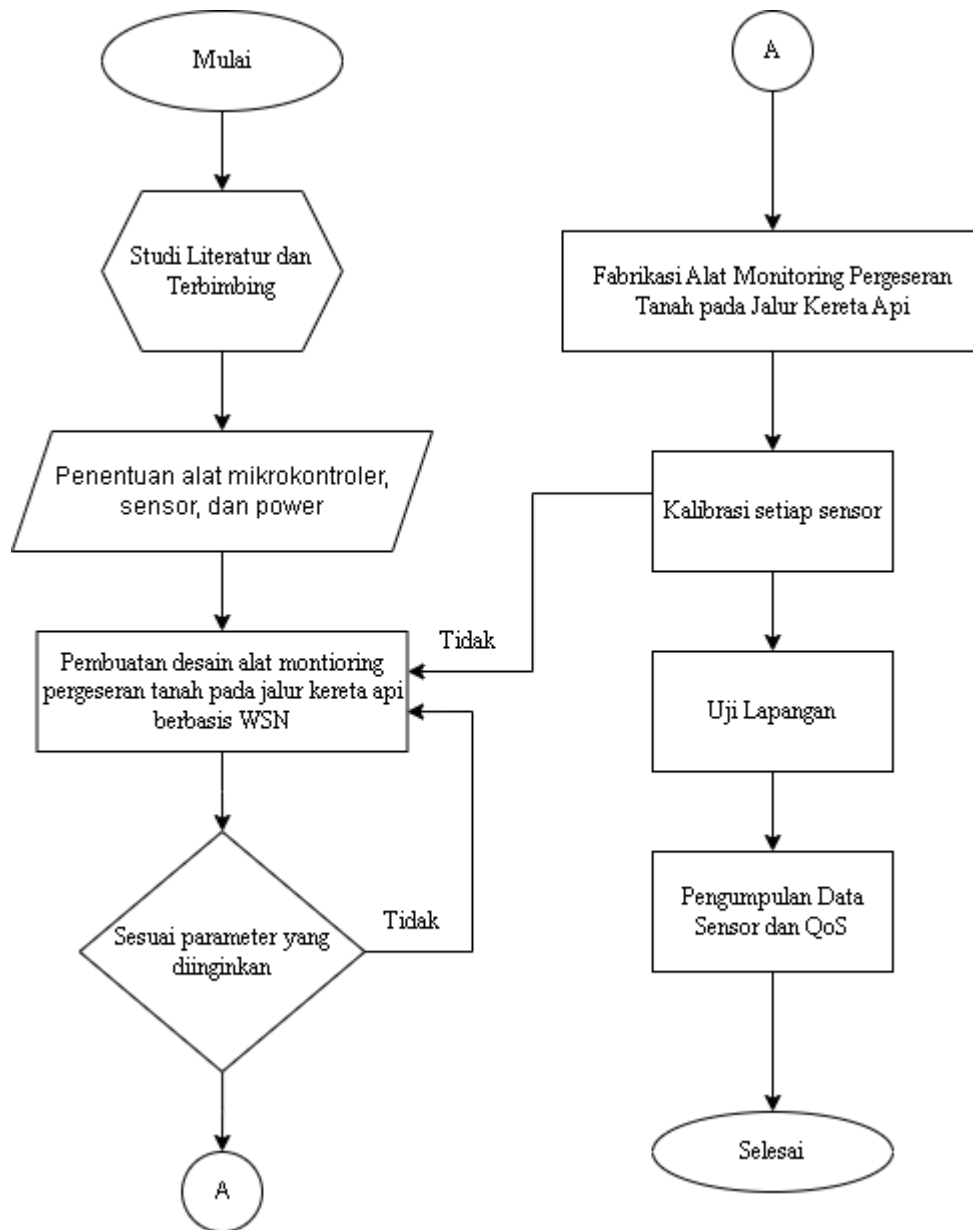 Mulai
Studi Literatur dan
Terbimbing
Penentuan alat mikrokontroler,
sensor, dan power
Pembuatan desain alat montioring
pergeseran tanah pada jalur kereta api
berbasis WSN
Tidak
Sesuai parameter yang
diinginkan
Tidak
A
A
Fabrikasi Alat Monitoring Pergeseran
Tanah pada Jalur Kereta Api
Kalibrasi setiap sensor
Uji Lapangan
Pengumpulan Data
Sensor dan QoS
Selesai